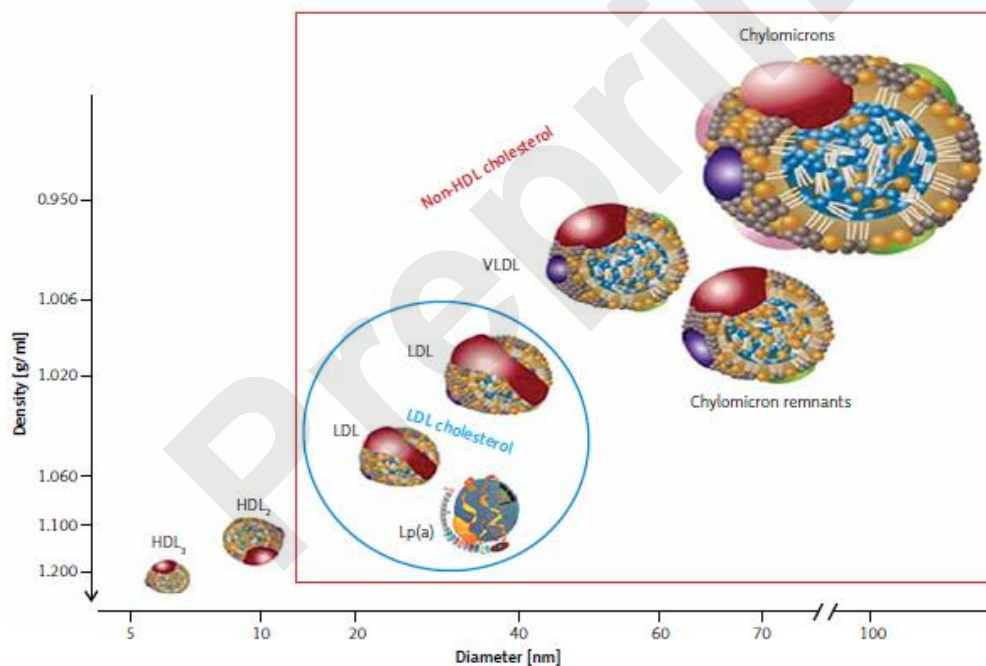 Preprint
Chylomicrons
Non-HDL cholesterol
0.950
VLDL
1.006
LDL
Density [g/ml]
1.020
Chylomicron remnants
LDL cholesterol
LDL
1.060
HDL₂
1.100
Lp(a)
HDL₃
1.200
5 10 20 40 60 70 100
Diameter [nm]